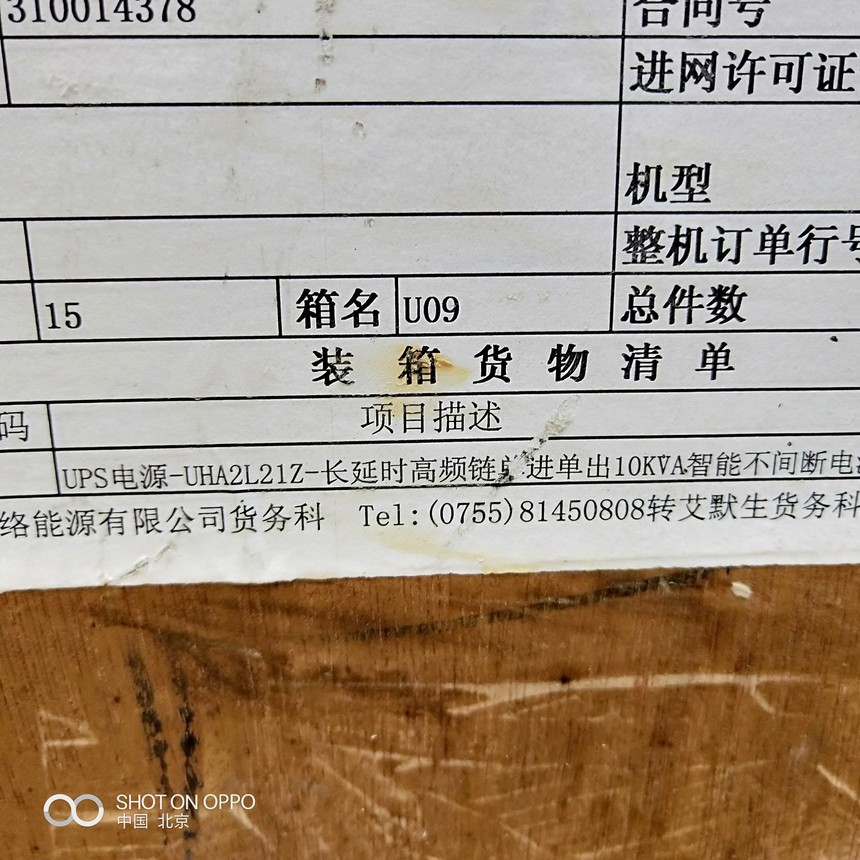 310014378 合同号
进网许可证
机型
整机订单行号
15 箱名 U09 总件数
装箱货物清单
码 项目描述
UPS电源-UHA2L21Z-长延时高频链单进单出10KVA智能不间断电
络能源有限公司货务科 Tel:(0755)81450808转艾默生货务科
SHOT ON OPPO
中国 北京